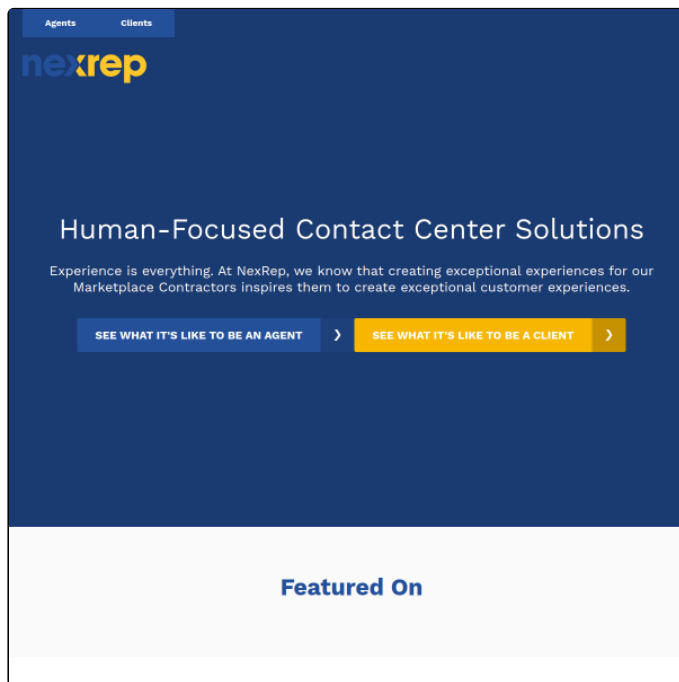 Agents Clients
nexrep
Human-Focused Contact Center Solutions
Experience is everything. At NexRep, we know that creating exceptional experiences for our
Marketplace Contractors inspires them to create exceptional customer experiences.
SEE WHAT IT'S LIKE TO BE AN AGENT ❯ SEE WHAT IT'S LIKE TO BE A CLIENT ❯
Featured On